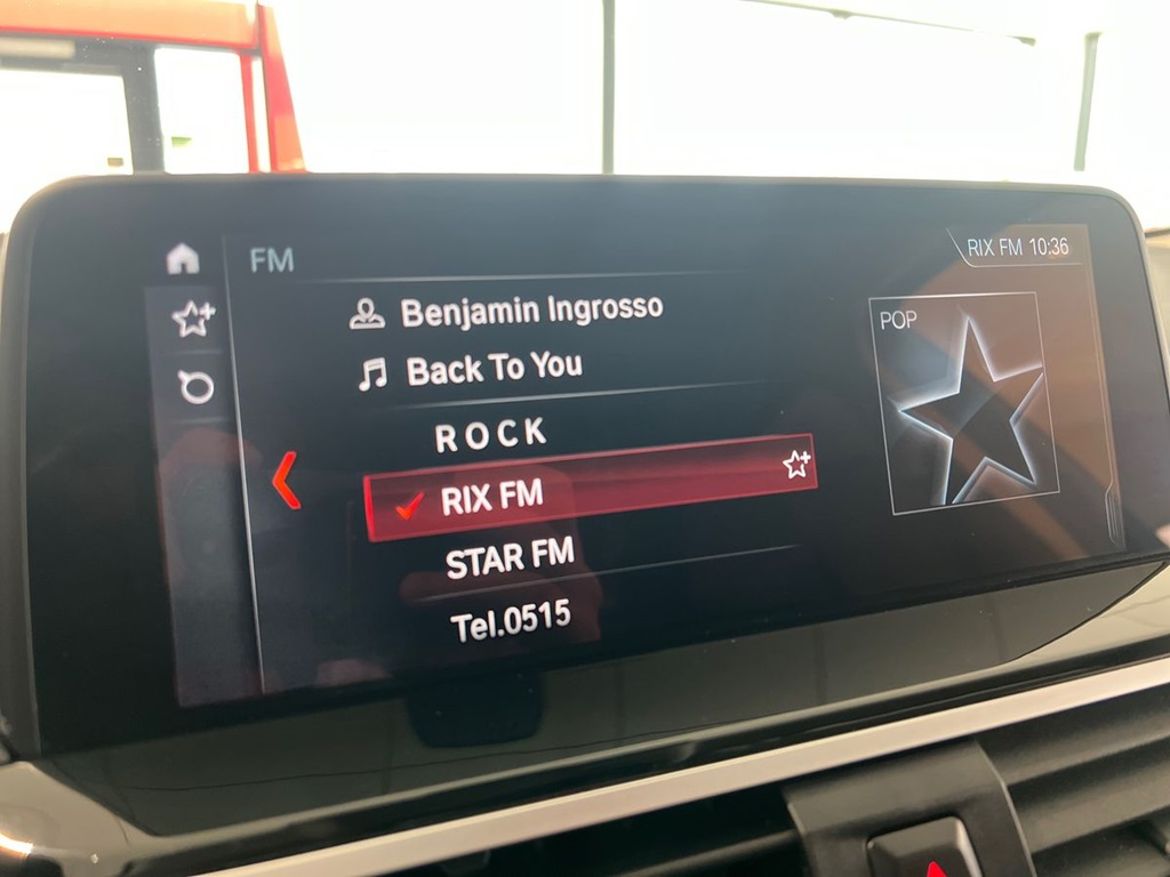 FM
RIX FM 10:36
Benjamin Ingrosso
Back To You
POP
ROCK
RIX FM
STAR FM
Tel.0515